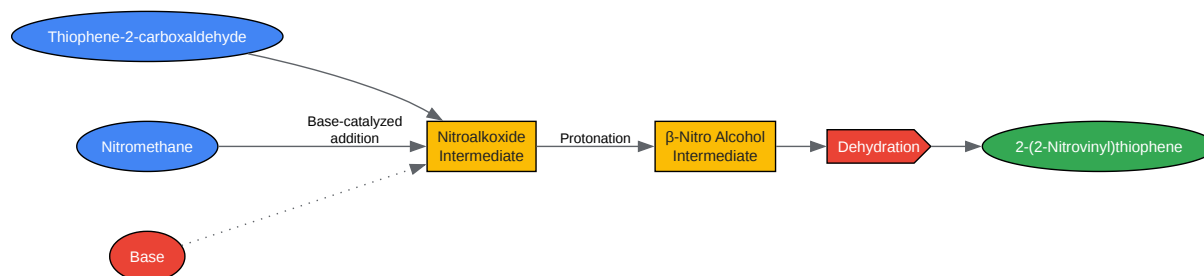 Thiophene-2-carboxaldehyde
Nitromethane
Base-catalyzed
addition
Nitroalkoxide
Intermediate
Protonation
β-Nitro Alcohol
Intermediate
Dehydration
2-(2-Nitrovinyl)thiophene
Base